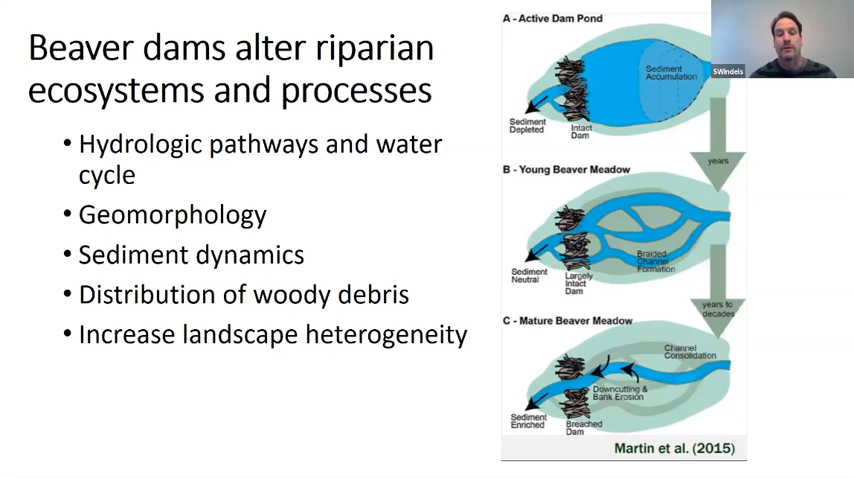 Beaver dams alter riparian
ecosystems and processes
• Hydrologic pathways and water
cycle
• Geomorphology
• Sediment dynamics
• Distribution of woody debris
• Increase landscape heterogeneity
A - Active Dam Pond
Sediment
Accumulation
Sediment
Depleted
Intact
Dam
years
B - Young Beaver Meadow
Braided
Channel
Formation
Sediment
Neutral
Largely
Intact
Dam
years to
decades
C - Mature Beaver Meadow
Channel
Consolidation
Downcutting &
Bank Erosion
Sediment
Enriched
Breached
Dam
Martin et al. (2015)
SWindels